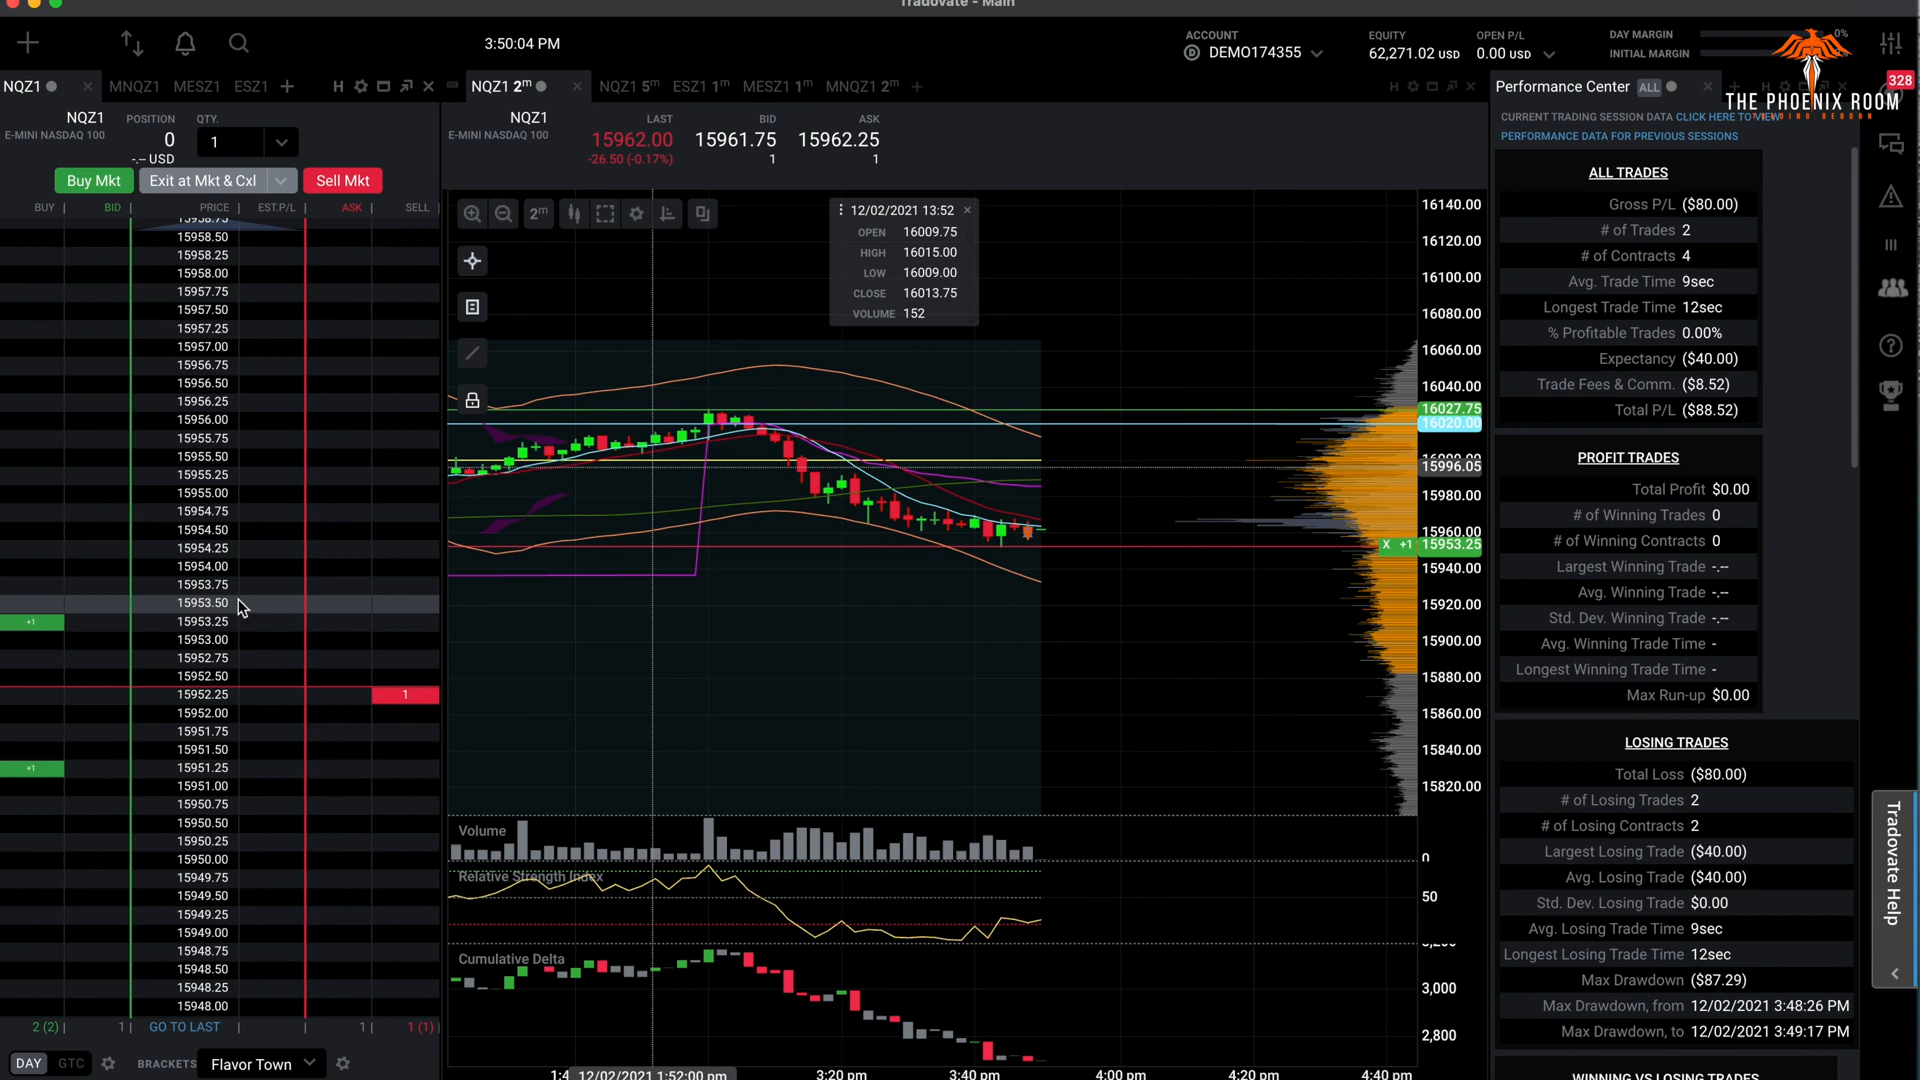 Tradovate - Main
3:50:04 PM
ACCOUNT
DEMO174355
EQUITY
62,271.02 USD
OPEN P/L
0.00 USD
DAY MARGIN
0%
INITIAL MARGIN
THE PHOENIX ROOM
TRADING REBORN
328
NQZ1
MNQZ1
MESZ1
ESZ1
H
NQZ1 2m
NQZ1 5m
ESZ1 1m
MESZ1 1m
MNQZ1 2m
H
Performance Center ALL
NQZ1
E-MINI NASDAQ 100
POSITION
0
-.-- USD
QTY.
1
Buy Mkt
Exit at Mkt & Cxl
Sell Mkt
BUY
BID
PRICE
EST.P/L
ASK
SELL
15958.75
15958.50
15958.25
15958.00
15957.75
15957.50
15957.25
15957.00
15956.75
15956.50
15956.25
15956.00
15955.75
15955.50
15955.25
15955.00
15954.75
15954.50
15954.25
15954.00
15953.75
15953.50
+1 15953.25
15953.00
15952.75
15952.50
15952.25 1
15952.00
15951.75
15951.50
+1 15951.25
15951.00
15950.75
15950.50
15950.25
15950.00
15949.75
15949.50
15949.25
15949.00
15948.75
15948.50
15948.25
15948.00
2 (2)
1
GO TO LAST
1
1 (1)
DAY
GTC
BRACKETS
Flavor Town
NQZ1
E-MINI NASDAQ 100
LAST
15962.00
-26.50 (-0.17%)
BID
15961.75
1
ASK
15962.25
1
2m
12/02/2021 13:52
OPEN 16009.75
HIGH 16015.00
LOW 16009.00
CLOSE 16013.75
VOLUME 152
16140.00
16120.00
16100.00
16080.00
16060.00
16040.00
16027.75
16020.00
15996.05
15980.00
15960.00
X +1 15953.25
15940.00
15920.00
15900.00
15880.00
15860.00
15840.00
15820.00
Volume
0
Relative Strength Index
50
Cumulative Delta
3,000
2,800
12/02/2021 1:52:00 pm
3:20 pm
3:40 pm
4:00 pm
4:20 pm
4:40 pm
CURRENT TRADING SESSION DATA CLICK HERE TO VIEW
PERFORMANCE DATA FOR PREVIOUS SESSIONS
ALL TRADES
Gross P/L ($80.00)
# of Trades 2
# of Contracts 4
Avg. Trade Time 9sec
Longest Trade Time 12sec
% Profitable Trades 0.00%
Expectancy ($40.00)
Trade Fees & Comm. ($8.52)
Total P/L ($88.52)
PROFIT TRADES
Total Profit $0.00
# of Winning Trades 0
# of Winning Contracts 0
Largest Winning Trade -.--
Avg. Winning Trade -.--
Std. Dev. Winning Trade -.--
Avg. Winning Trade Time -
Longest Winning Trade Time -
Max Run-up $0.00
LOSING TRADES
Total Loss ($80.00)
# of Losing Trades 2
# of Losing Contracts 2
Largest Losing Trade ($40.00)
Avg. Losing Trade ($40.00)
Std. Dev. Losing Trade $0.00
Avg. Losing Trade Time 9sec
Longest Losing Trade Time 12sec
Max Drawdown ($87.29)
Max Drawdown, from 12/02/2021 3:48:26 PM
Max Drawdown, to 12/02/2021 3:49:17 PM
WINNING VS LOSING TRADES
Tradovate Help